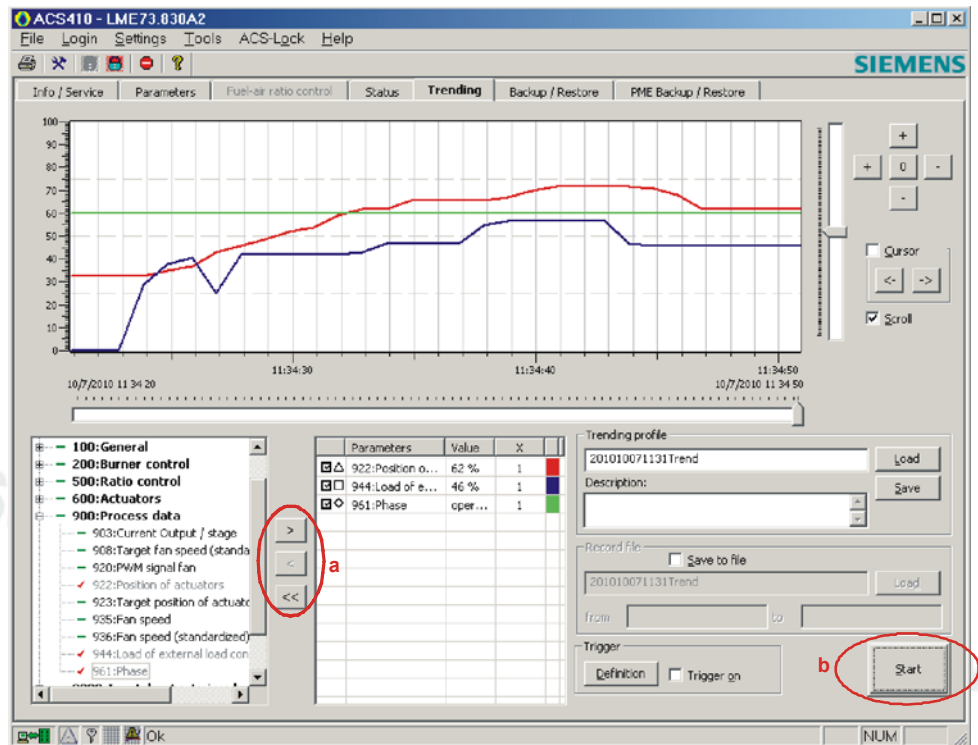 ACS410 - LME73.830A2
File Login Settings Tools ACS-Lock Help
SIEMENS
Info / Service Parameters Fuel-air ratio control Status Trending Backup / Restore PME Backup / Restore
100
90
80
70
60
50
40
30
20
10
0
11:34:30 11:34:40 11:34:50
10/7/2010 11 34 20 10/7/2010 11 34 50
+
+ 0 -
-
Cursor
<- ->
Scroll
100:General
200:Burner control
500:Ratio control
600:Actuators
900:Process data
903:Current Output / stage
908:Target fan speed (standa
920:PWM signal fan
922:Position of actuators
923:Target position of actuatc
935:Fan speed
936:Fan speed (standardized)
944:Load of external load con
961:Phase
>
<
<<
a
Parameters Value X
922:Position o... 62 % 1
944:Load of e... 46 % 1
961:Phase oper... 1
Trending profile
201010071131Trend Load
Description:
Save
Record file
Save to file
201010071131Trend Load
from to
Trigger
Definition Trigger on
b
Start
Ok
NUM